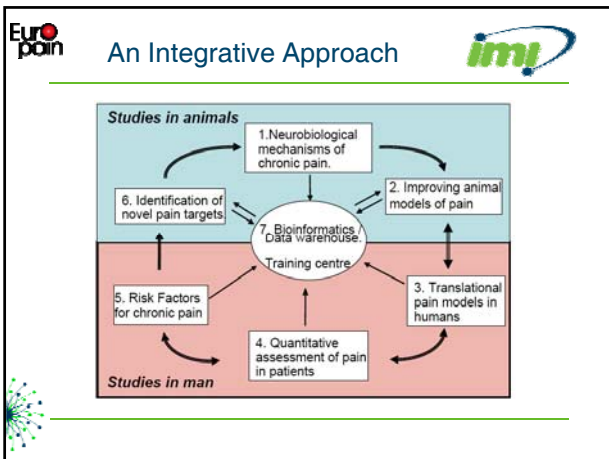 Euro
pain
An Integrative Approach
imi
Studies in animals
1.Neurobiological
mechanisms of
chronic pain.
2. Improving animal
models of pain
6. Identification of
novel pain targets.
7. Bioinformatics /
Data warehouse.
Training centre
3. Translational
pain models in
humans
5. Risk Factors
for chronic pain
4. Quantitative
assessment of pain
in patients
Studies in man